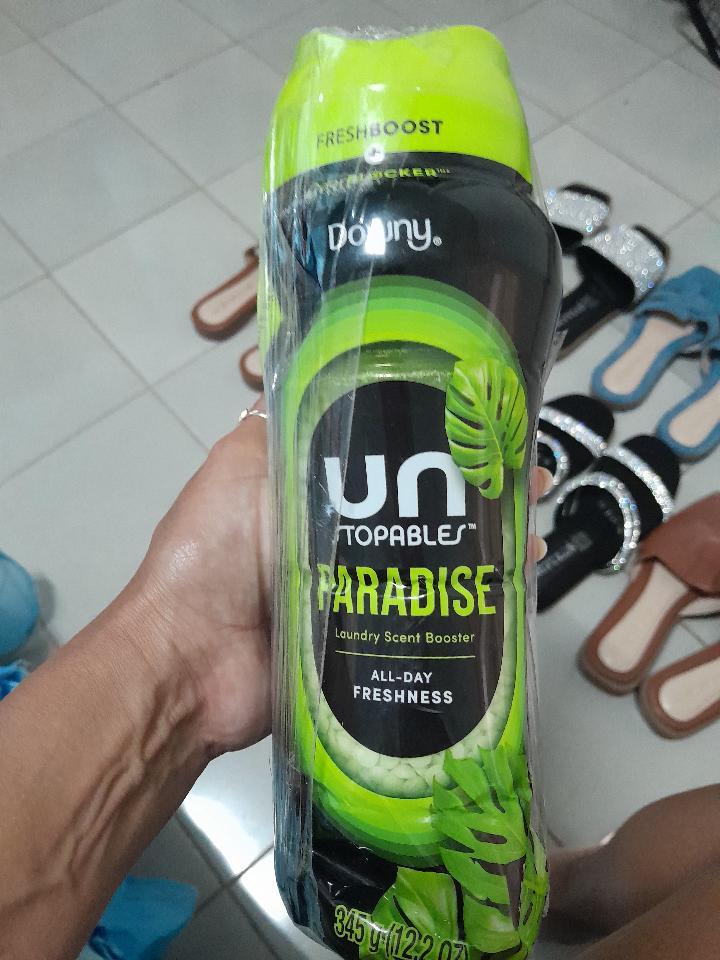 FRESHBOOST
+
Downy®
UN
STOPABLES™
PARADISE
Laundry Scent Booster
ALL-DAY
FRESHNESS
345 g (12.2 OZ)